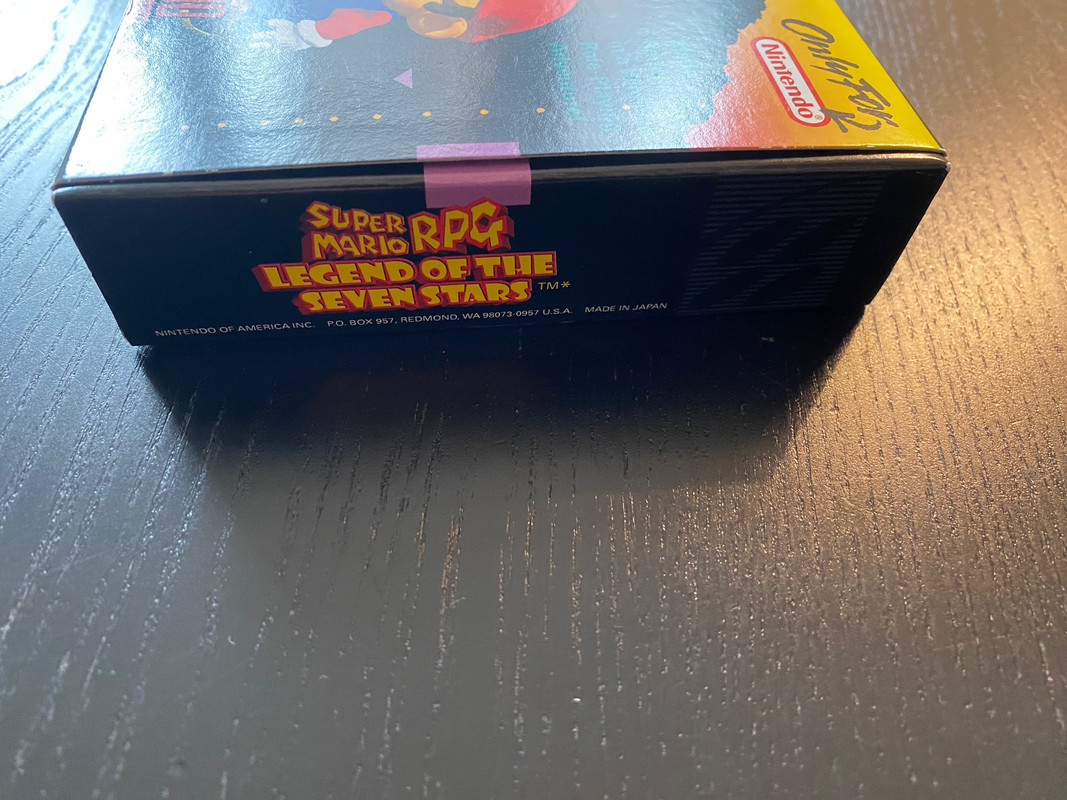 Only For
Nintendo®
SUPER
MARIO RPG
LEGEND OF THE
SEVEN STARS TM*
NINTENDO OF AMERICA INC. P.O. BOX 957, REDMOND, WA 98073-0957 U.S.A. MADE IN JAPAN